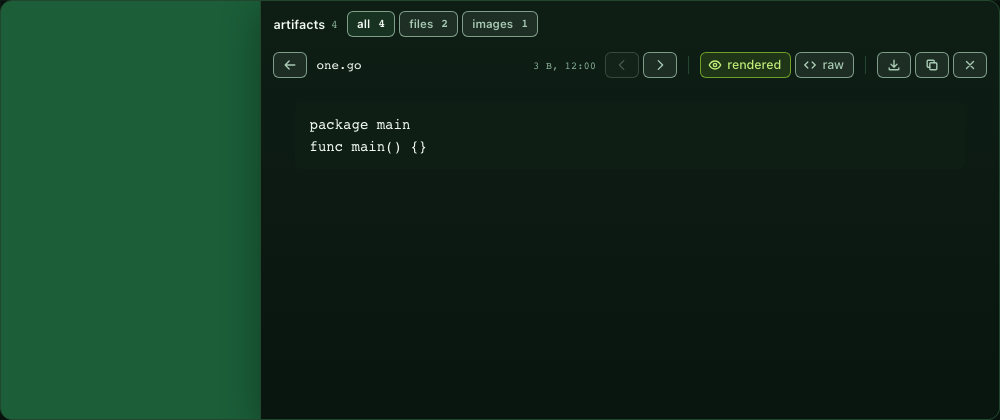 artifacts 4 all 4 files 2 images 1
one.go 3 B, 12:00 rendered raw
package main
func main() {}